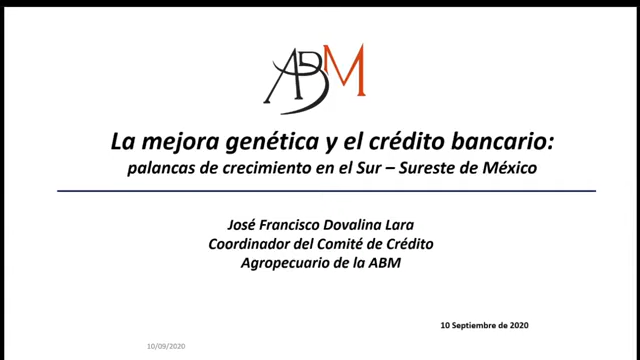 ABM
La mejora genética y el crédito bancario:
palancas de crecimiento en el Sur – Sureste de México
José Francisco Dovalina Lara
Coordinador del Comité de Crédito
Agropecuario de la ABM
10 Septiembre de 2020
10/09/2020